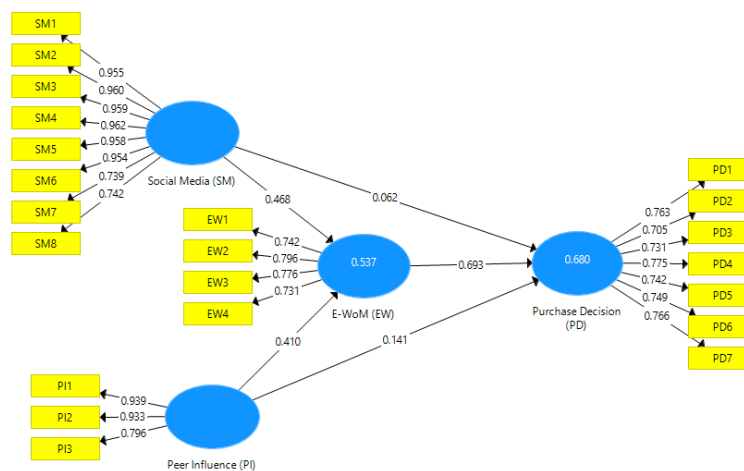 SM1
SM2
SM3
SM4
SM5
SM6
SM7
SM8
0.955
0.960
0.959
0.962
0.958
0.954
0.739
0.742
Social Media (SM)
0.468
0.062
EW1
EW2
EW3
EW4
0.742
0.796
0.776
0.731
0.537
E-WoM (EW)
0.693
0.410
0.141
PI1
PI2
PI3
0.939
0.933
0.796
Peer Influence (PI)
0.680
Purchase Decision
(PD)
0.763
0.705
0.731
0.775
0.742
0.749
0.766
PD1
PD2
PD3
PD4
PD5
PD6
PD7